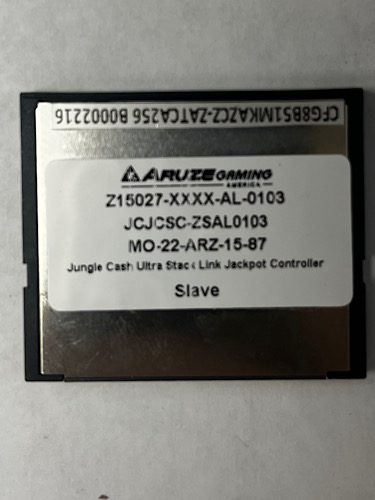 CFG8B51MKAZCZ-ZATCA256 B0002216
ARUZE GAMING
AMERICA
Z15027-XXXX-AL-0103
JCJCSC-ZSAL0103
MO-22-ARZ-15-87
Jungle Cash Ultra Stack Link Jackpot Controller
Slave